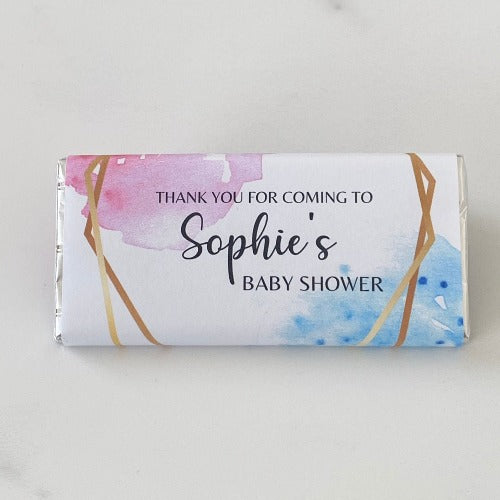 THANK YOU FOR COMING TO
Sophie's
BABY SHOWER